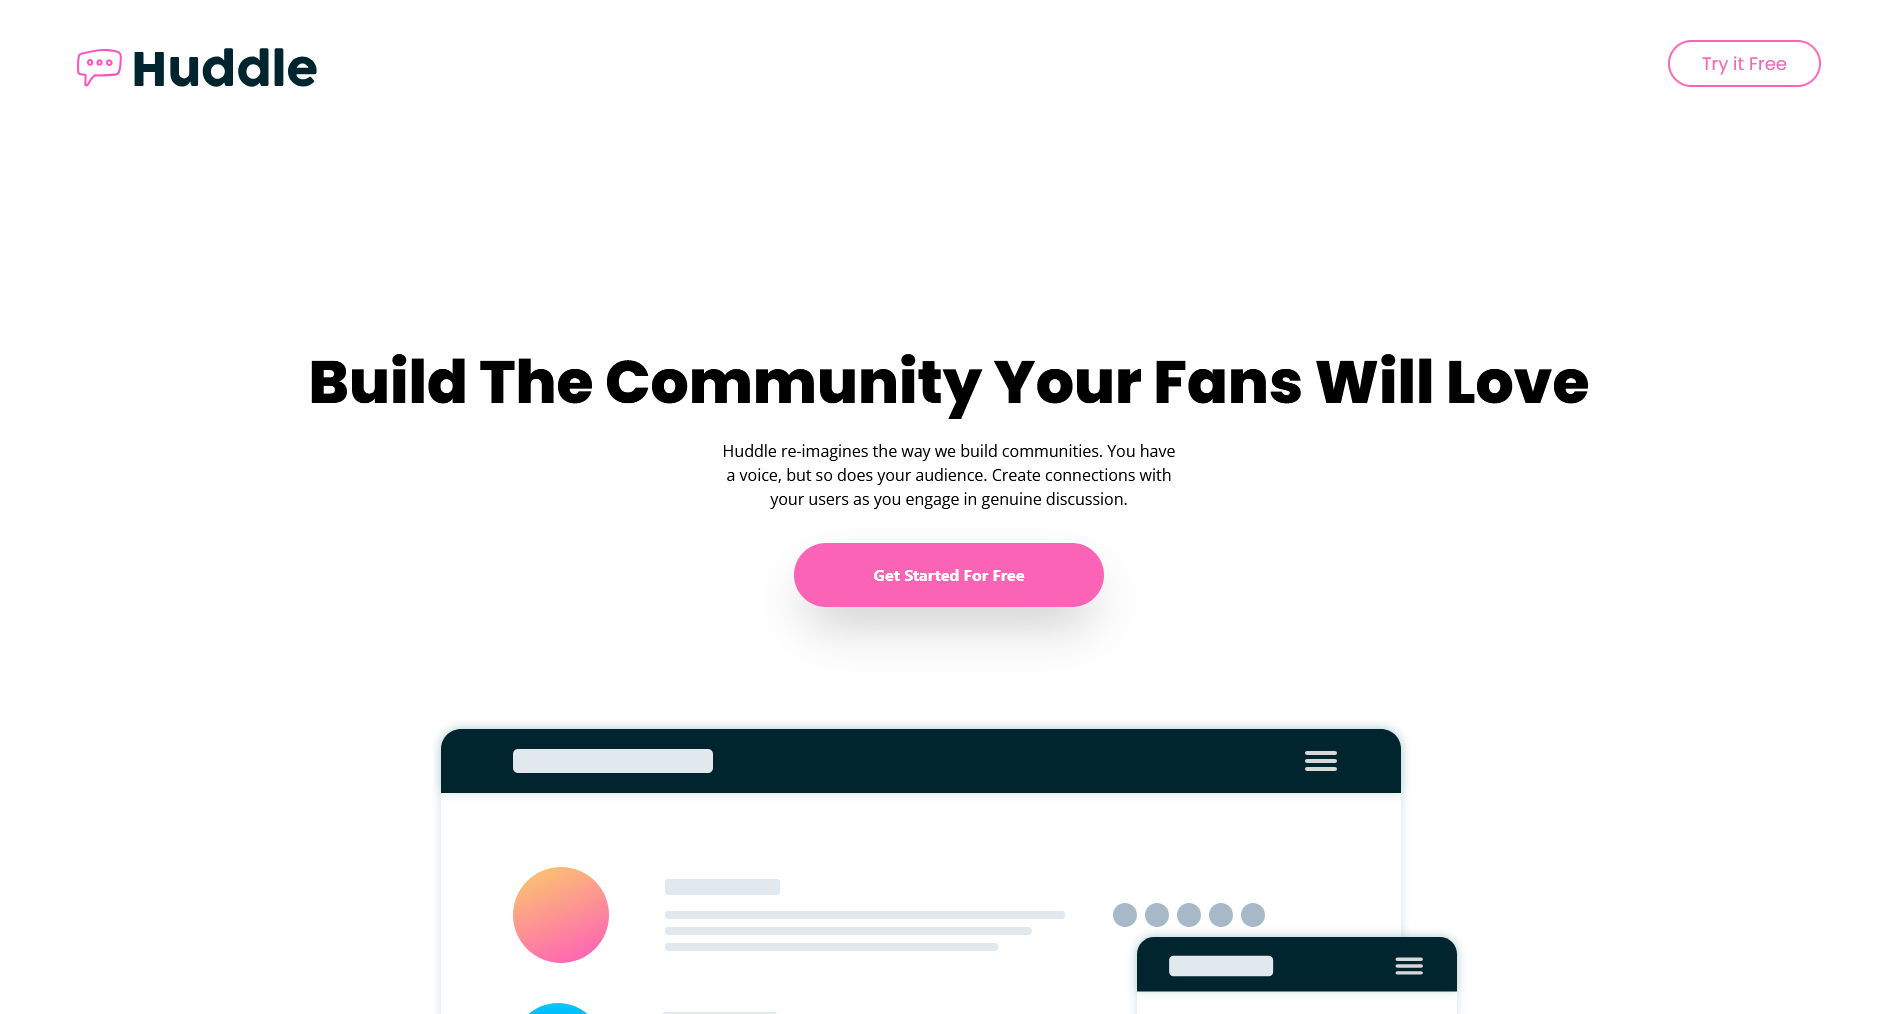 Huddle
Try it Free
Build The Community Your Fans Will Love
Huddle re-imagines the way we build communities. You have
a voice, but so does your audience. Create connections with
your users as you engage in genuine discussion.
Get Started For Free